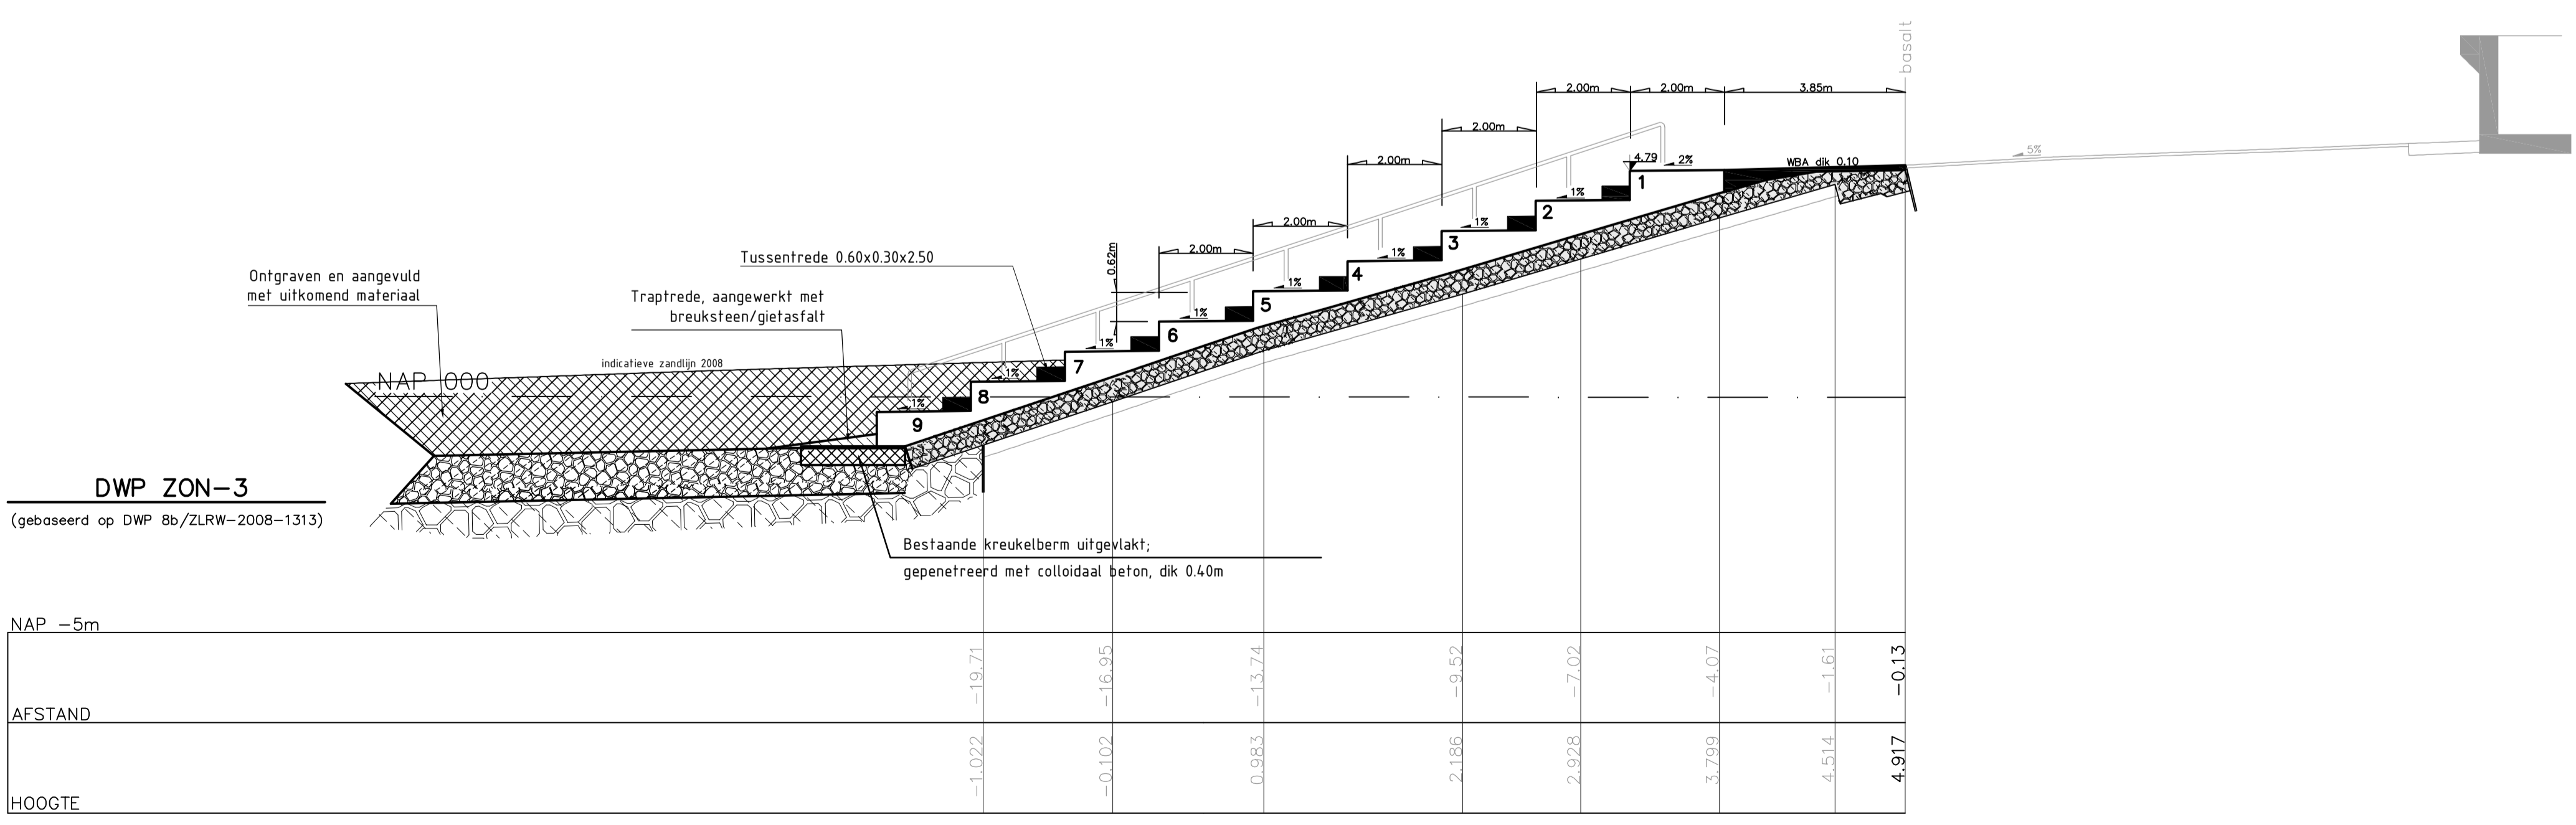 basalt
2.00m
2.00m
3.85m
2.00m
2.00m
2.00m
2.00m
0.62m
4.79
2%
WBA dik 0.10
5%
1
1%
2
1%
3
1%
4
1%
5
1%
6
1%
7
1%
8
1%
9
Tussentrede 0.60x0.30x2.50
Ontgraven en aangevuld
met uitkomend materiaal
Traptrede, aangewerkt met
breuksteen/gietasfalt
indicatieve zandlijn 2008
NAP 000
DWP ZON-3
(gebaseerd op DWP 8b/ZLRW-2008-1313)
Bestaande kreukelberm uitgevlakt;
gepenetreerd met colloidaal beton, dik 0.40m
NAP -5m
AFSTAND
-19.71
-16.95
-13.74
-9.52
-7.02
-4.07
-1.61
-0.13
HOOGTE
-1.022
-0.102
0.983
2.186
2.928
3.799
4.514
4.917